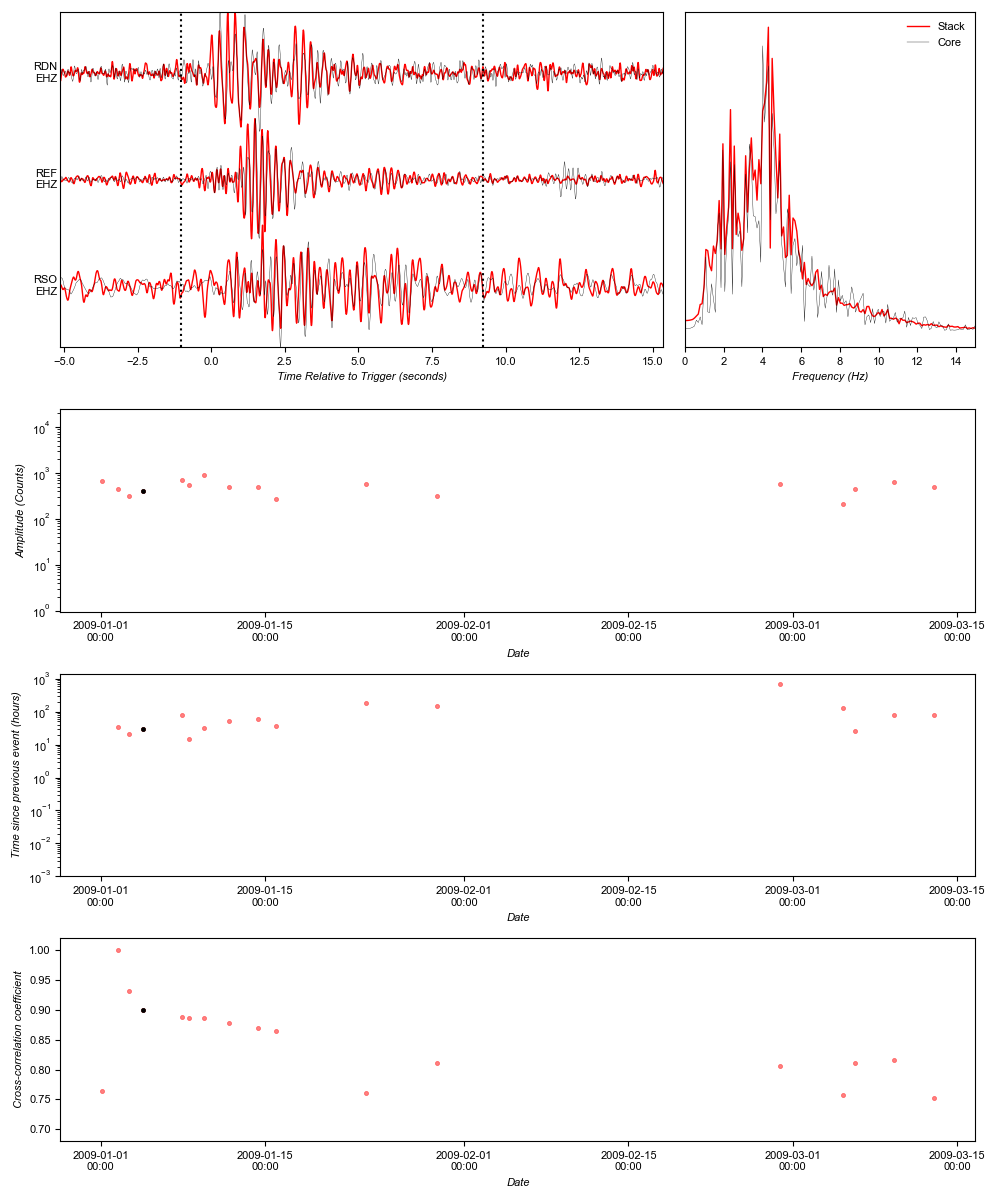 Stack
Core
RDN
EHZ
REF
EHZ
RSO
EHZ
−5.0 −2.5 0.0 2.5 5.0 7.5 10.0 12.5 15.0
Time Relative to Trigger (seconds)
0 2 4 6 8 10 12 14
Frequency (Hz)
Amplitude (Counts)
10^4
10^3
10^2
10^1
10^0
2009-01-01 2009-01-15 2009-02-01 2009-02-15 2009-03-01 2009-03-15
00:00 00:00 00:00 00:00 00:00 00:00
Date
Time since previous event (hours)
10^3
10^2
10^1
10^0
10^−1
10^−2
10^−3
2009-01-01 2009-01-15 2009-02-01 2009-02-15 2009-03-01 2009-03-15
00:00 00:00 00:00 00:00 00:00 00:00
Date
Cross-correlation coefficient
1.00
0.95
0.90
0.85
0.80
0.75
0.70
2009-01-01 2009-01-15 2009-02-01 2009-02-15 2009-03-01 2009-03-15
00:00 00:00 00:00 00:00 00:00 00:00
Date